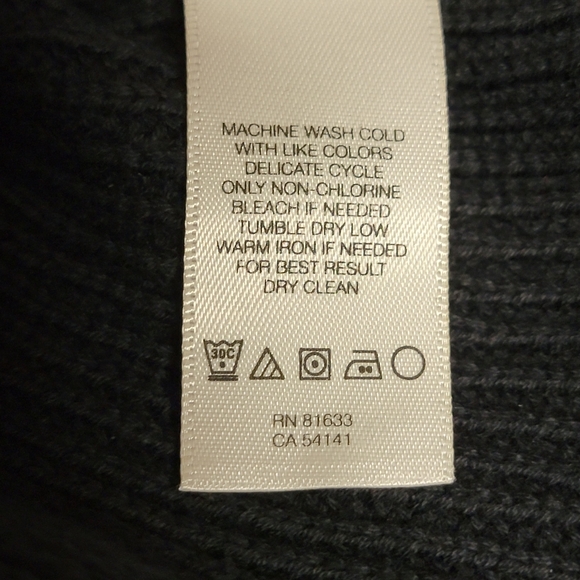 MACHINE WASH COLD
WITH LIKE COLORS
DELICATE CYCLE
ONLY NON-CHLORINE
BLEACH IF NEEDED
TUMBLE DRY LOW
WARM IRON IF NEEDED
FOR BEST RESULT
DRY CLEAN
30C
RN 81633
CA 54141